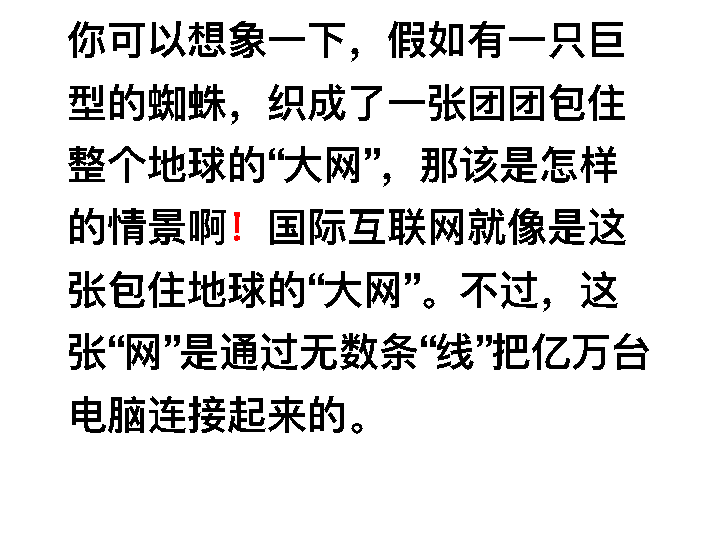 你可以想象一下，假如有一只巨
型的蜘蛛，织成了一张团团包住
整个地球的“大网”，那该是怎样
的情景啊！国际互联网就像是这
张包住地球的“大网”。不过，这
张“网”是通过无数条“线”把亿万台
电脑连接起来的。